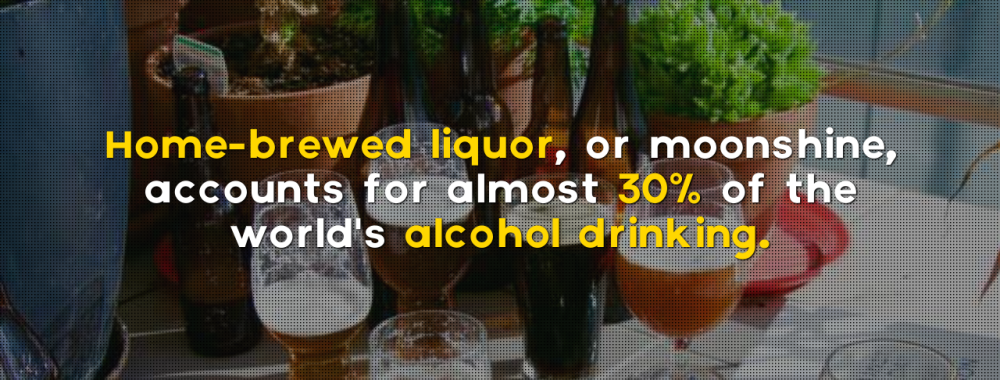 Home-brewed liquor, or moonshine,
accounts for almost 30% of the
world's alcohol drinking.